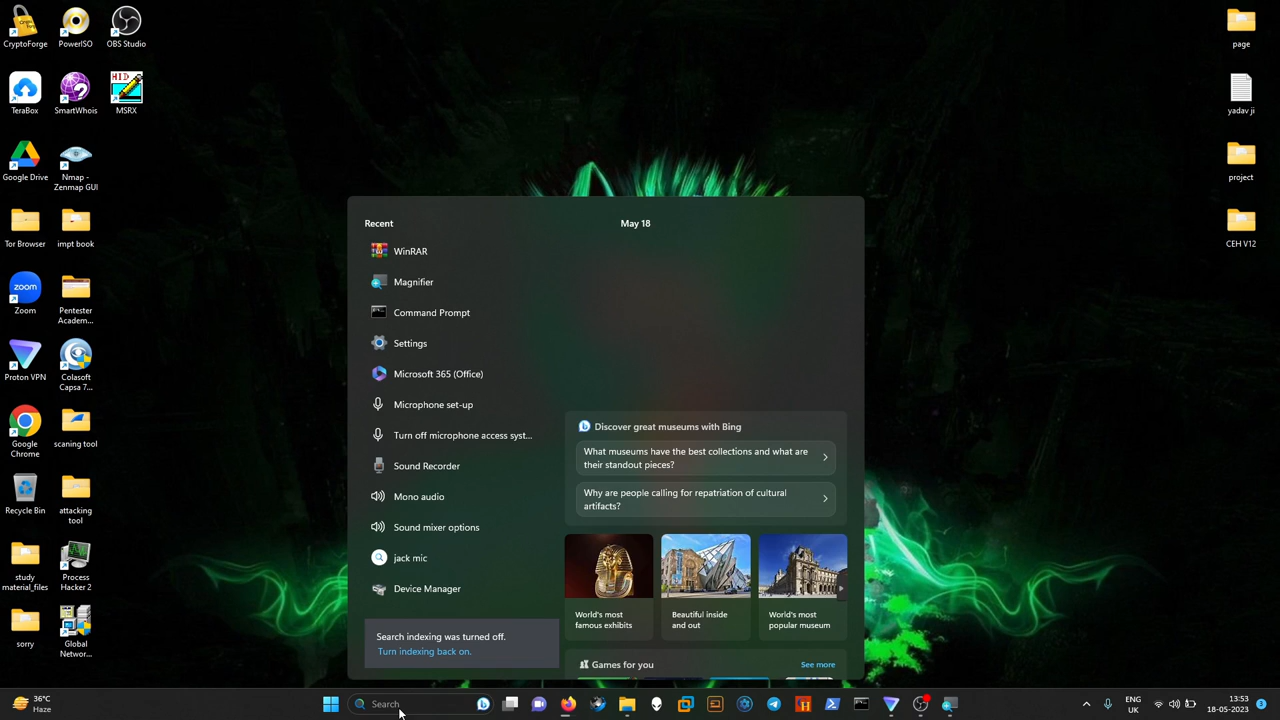 CryptoForge
PowerISO
OBS Studio
HID
TeraBox
SmartWhois
MSRX
Google Drive
Nmap -
Zenmap GUI
Tor Browser
impt book
zoom
Zoom
Pentester
Academ...
Proton VPN
Colasoft
Capsa 7...
Google
Chrome
scaning tool
Recycle Bin
attacking
tool
study
material_files
Process
Hacker 2
sorry
Global
Networ...
page
yadav ji
project
CEH V12
Recent
WinRAR
Magnifier
Command Prompt
Settings
Microsoft 365 (Office)
Microphone set-up
Turn off microphone access syst...
Sound Recorder
Mono audio
Sound mixer options
jack mic
Device Manager
Search indexing was turned off.
Turn indexing back on.
May 18
Discover great museums with Bing
What museums have the best collections and what are
their standout pieces?
Why are people calling for repatriation of cultural
artifacts?
World's most
famous exhibits
Beautiful inside
and out
World's most
popular museum
Games for you
See more
36°C
Haze
Search
ENG
UK
13:53
18-05-2023
3